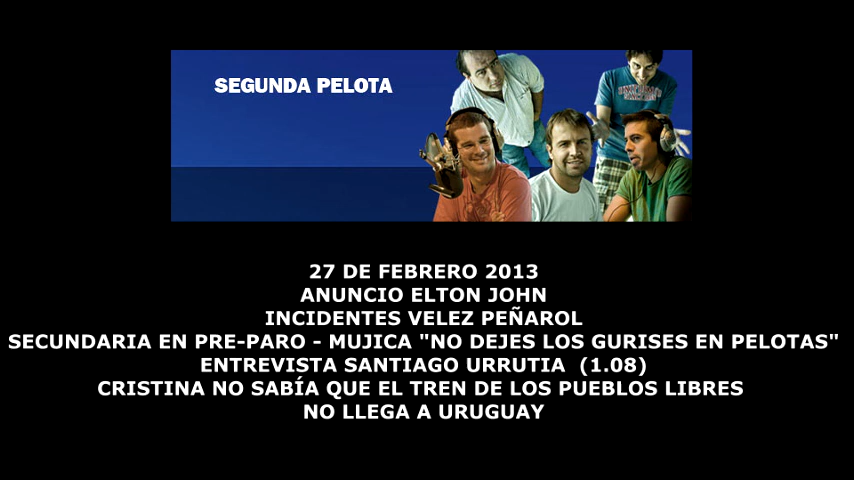 SEGUNDA PELOTA
27 DE FEBRERO 2013
ANUNCIO ELTON JOHN
INCIDENTES VELEZ PEÑAROL
SECUNDARIA EN PRE-PARO - MUJICA "NO DEJES LOS GURISES EN PELOTAS"
ENTREVISTA SANTIAGO URRUTIA (1.08)
CRISTINA NO SABÍA QUE EL TREN DE LOS PUEBLOS LIBRES
NO LLEGA A URUGUAY